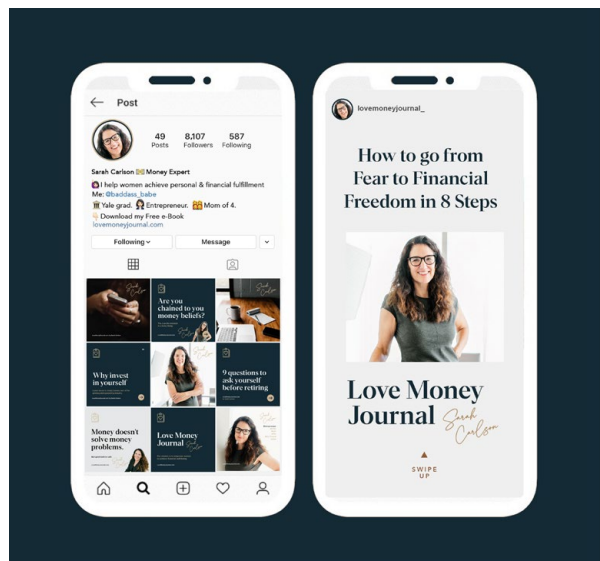 Post
49
Posts
8,107
Followers
587
Following
Sarah Carlson Money Expert
I help women achieve personal & financial fulfillment
Me: @baddass_babe
Yale grad. Entrepreneur. Mom of 4.
Download my Free e-Book
lovemoneyjournal.com
Following
Message
Are you
chained to you
money beliefs?
Why invest
in yourself
9 questions to
ask yourself
before retiring
Money doesn't
solve money
problems.
Love Money
Journal
lovemoneyjournal_
How to go from
Fear to Financial
Freedom in 8 Steps
Love Money
Journal
Sarah
Carlson
SWIPE
UP